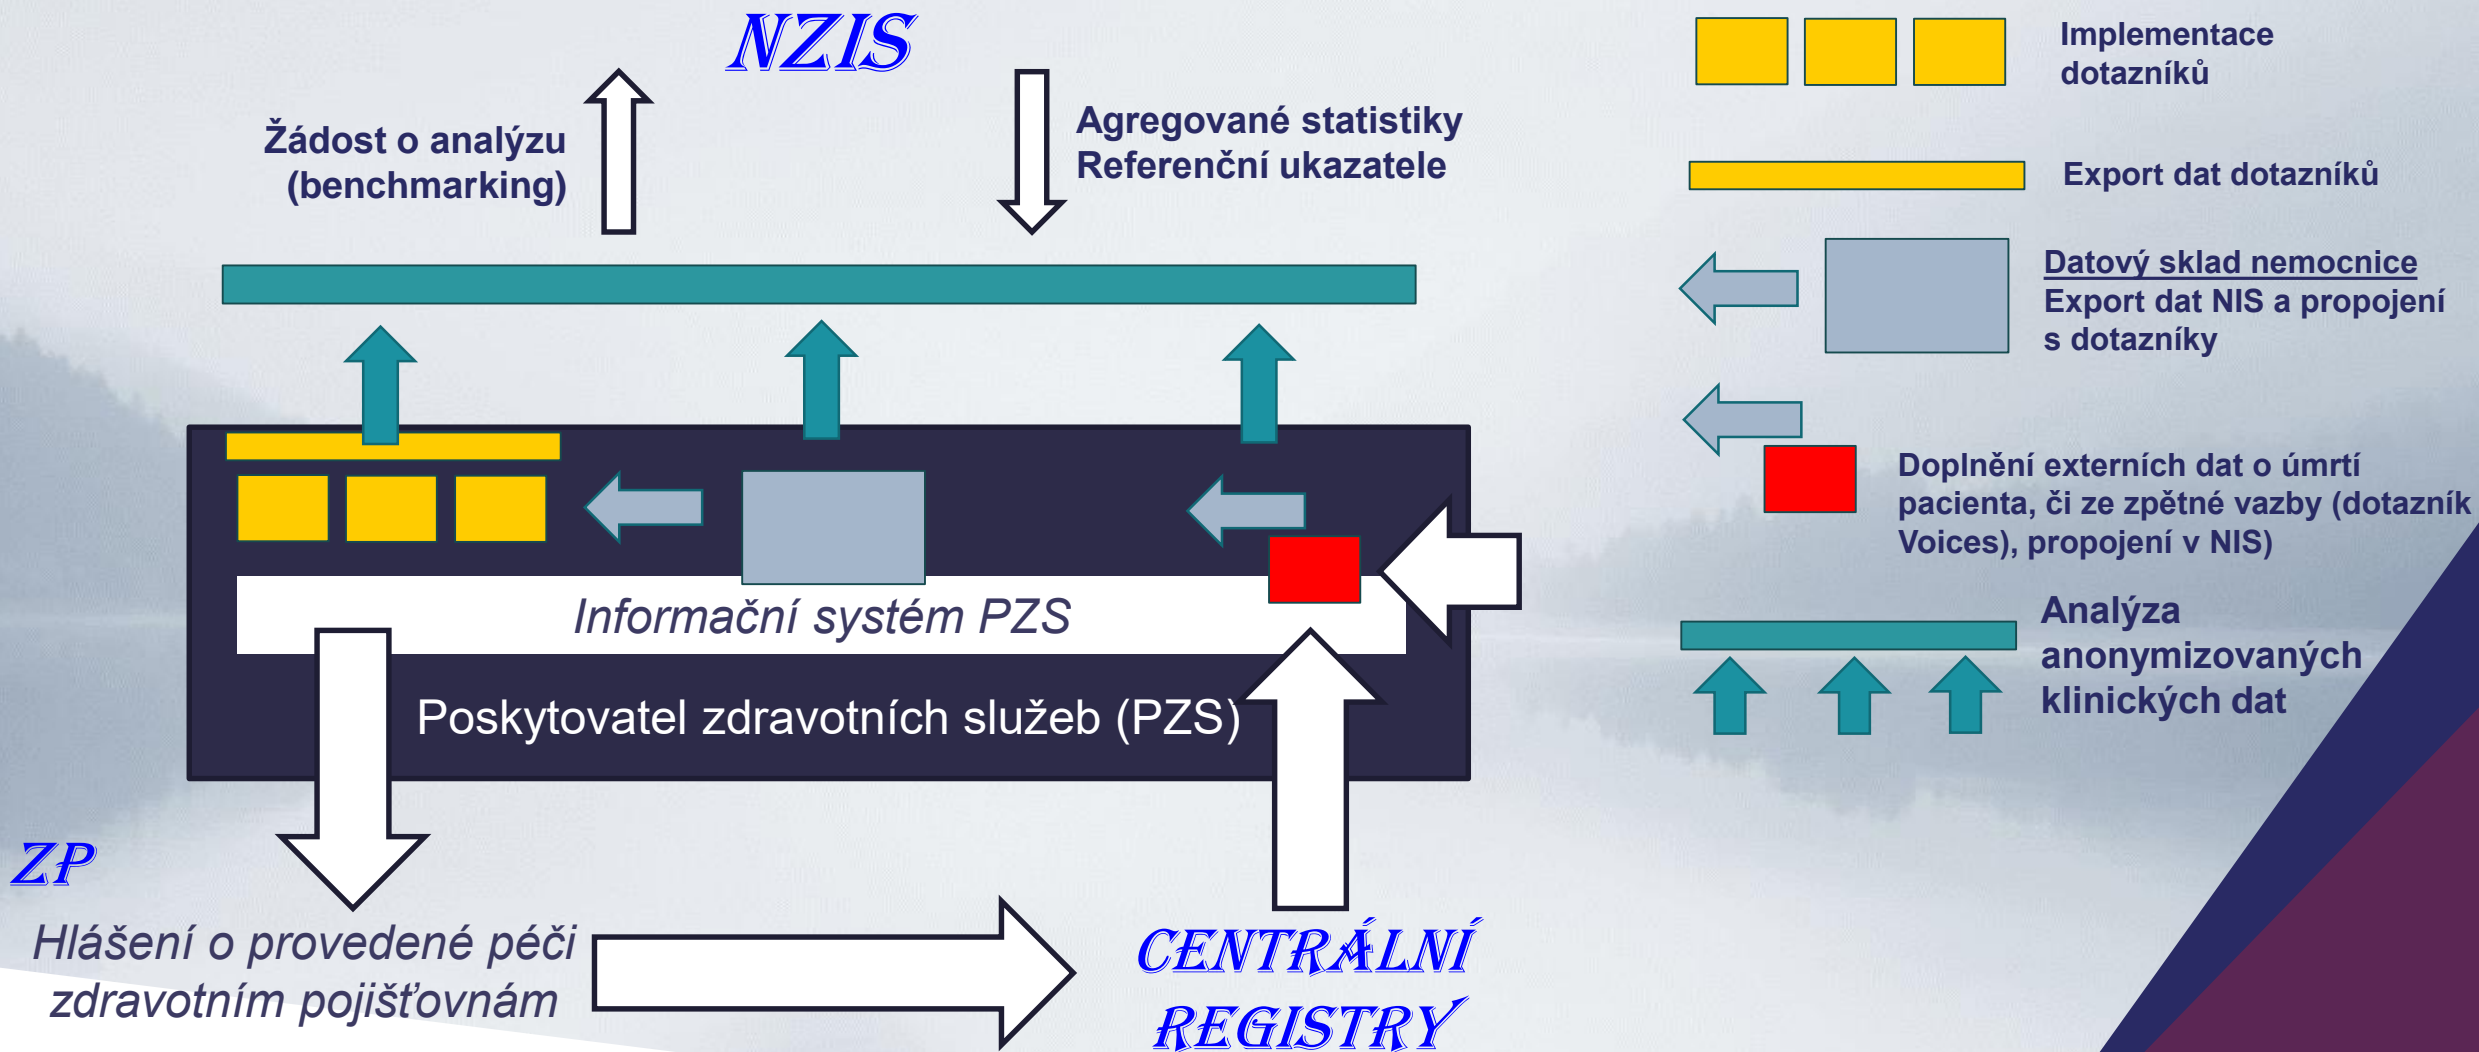 NZIS
Žádost o analýzu
(benchmarking)
Agregované statistiky
Referenční ukazatele
Informační systém PZS
Poskytovatel zdravotních služeb (PZS)
ZP
Hlášení o provedené péči
zdravotním pojišťovnám
CENTRÁLNÍ
REGISTRY
Implementace
dotazníků
Export dat dotazníků
Datový sklad nemocnice
Export dat NIS a propojení
s dotazníky
Doplnění externích dat o úmrtí
pacienta, či ze zpětné vazby (dotazník
Voices), propojení v NIS)
Analýza
anonymizovaných
klinických dat